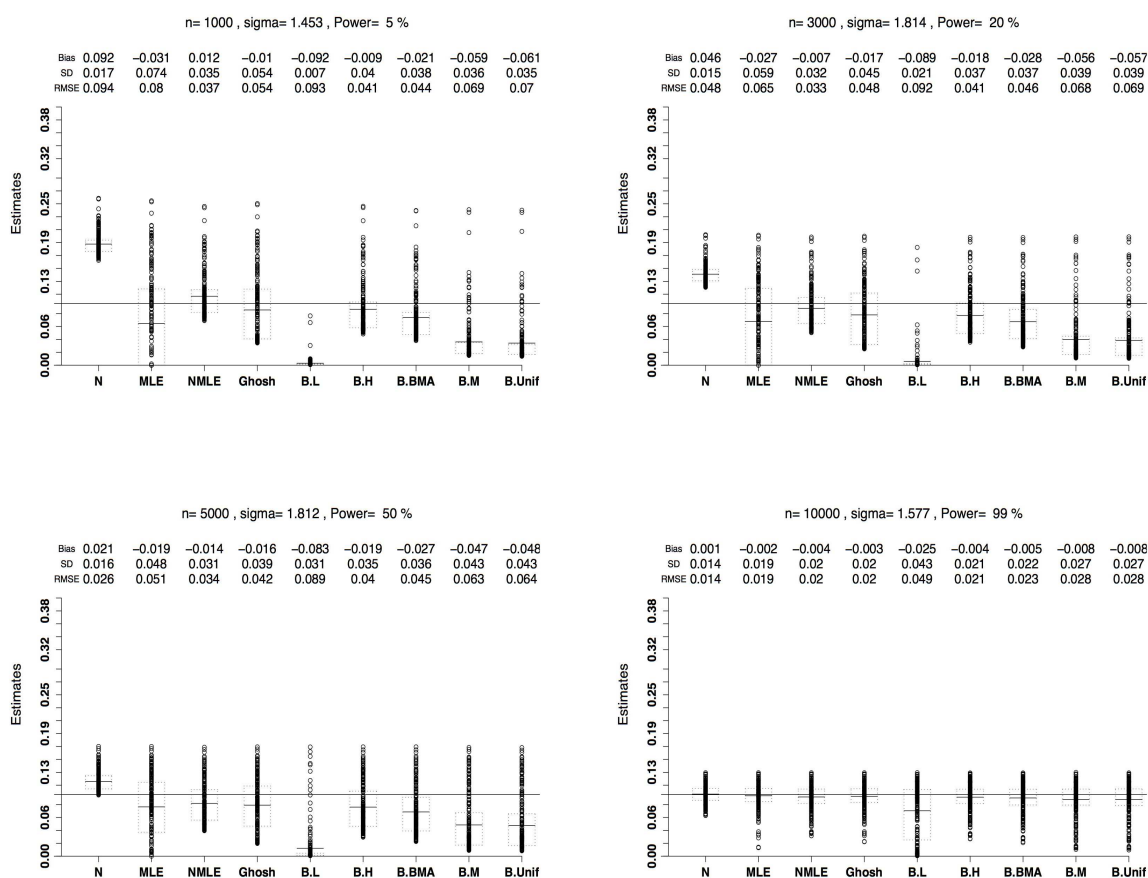 n= 1000 , sigma= 1.453 , Power=  5 %
Bias 0.092 −0.031 0.012 −0.01 −0.092 −0.009 −0.021 −0.059 −0.061
SD 0.017 0.074 0.035 0.054 0.007 0.04 0.038 0.036 0.035
RMSE 0.094 0.08 0.037 0.054 0.093 0.041 0.044 0.069 0.07
Estimates
0.38
0.32
0.25
0.19
0.13
0.06
0.00
N MLE NMLE Ghosh B.L B.H B.BMA B.M B.Unif
n= 3000 , sigma= 1.814 , Power=  20 %
Bias 0.046 −0.027 −0.007 −0.017 −0.089 −0.018 −0.028 −0.056 −0.057
SD 0.015 0.059 0.032 0.045 0.021 0.037 0.037 0.039 0.039
RMSE 0.048 0.065 0.033 0.048 0.092 0.041 0.046 0.068 0.069
Estimates
0.38
0.32
0.25
0.19
0.13
0.06
0.00
N MLE NMLE Ghosh B.L B.H B.BMA B.M B.Unif
n= 5000 , sigma= 1.812 , Power=  50 %
Bias 0.021 −0.019 −0.014 −0.016 −0.083 −0.019 −0.027 −0.047 −0.048
SD 0.016 0.048 0.031 0.039 0.031 0.035 0.036 0.043 0.043
RMSE 0.026 0.051 0.034 0.042 0.089 0.04 0.045 0.063 0.064
Estimates
0.38
0.32
0.25
0.19
0.13
0.06
0.00
N MLE NMLE Ghosh B.L B.H B.BMA B.M B.Unif
n= 10000 , sigma= 1.577 , Power=  99 %
Bias 0.001 −0.002 −0.004 −0.003 −0.025 −0.004 −0.005 −0.008 −0.008
SD 0.014 0.019 0.02 0.02 0.043 0.021 0.022 0.027 0.027
RMSE 0.014 0.019 0.02 0.02 0.049 0.021 0.023 0.028 0.028
Estimates
0.38
0.32
0.25
0.19
0.13
0.06
0.00
N MLE NMLE Ghosh B.L B.H B.BMA B.M B.Unif